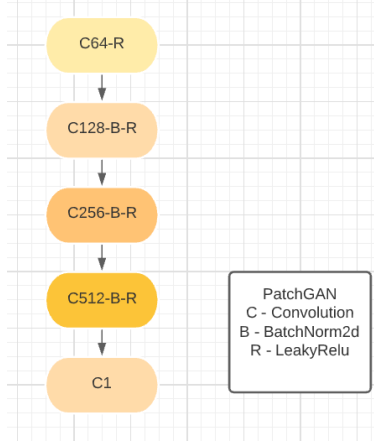 C64-R
C128-B-R
C256-B-R
C512-B-R
C1
PatchGAN
C - Convolution
B - BatchNorm2d
R - LeakyRelu